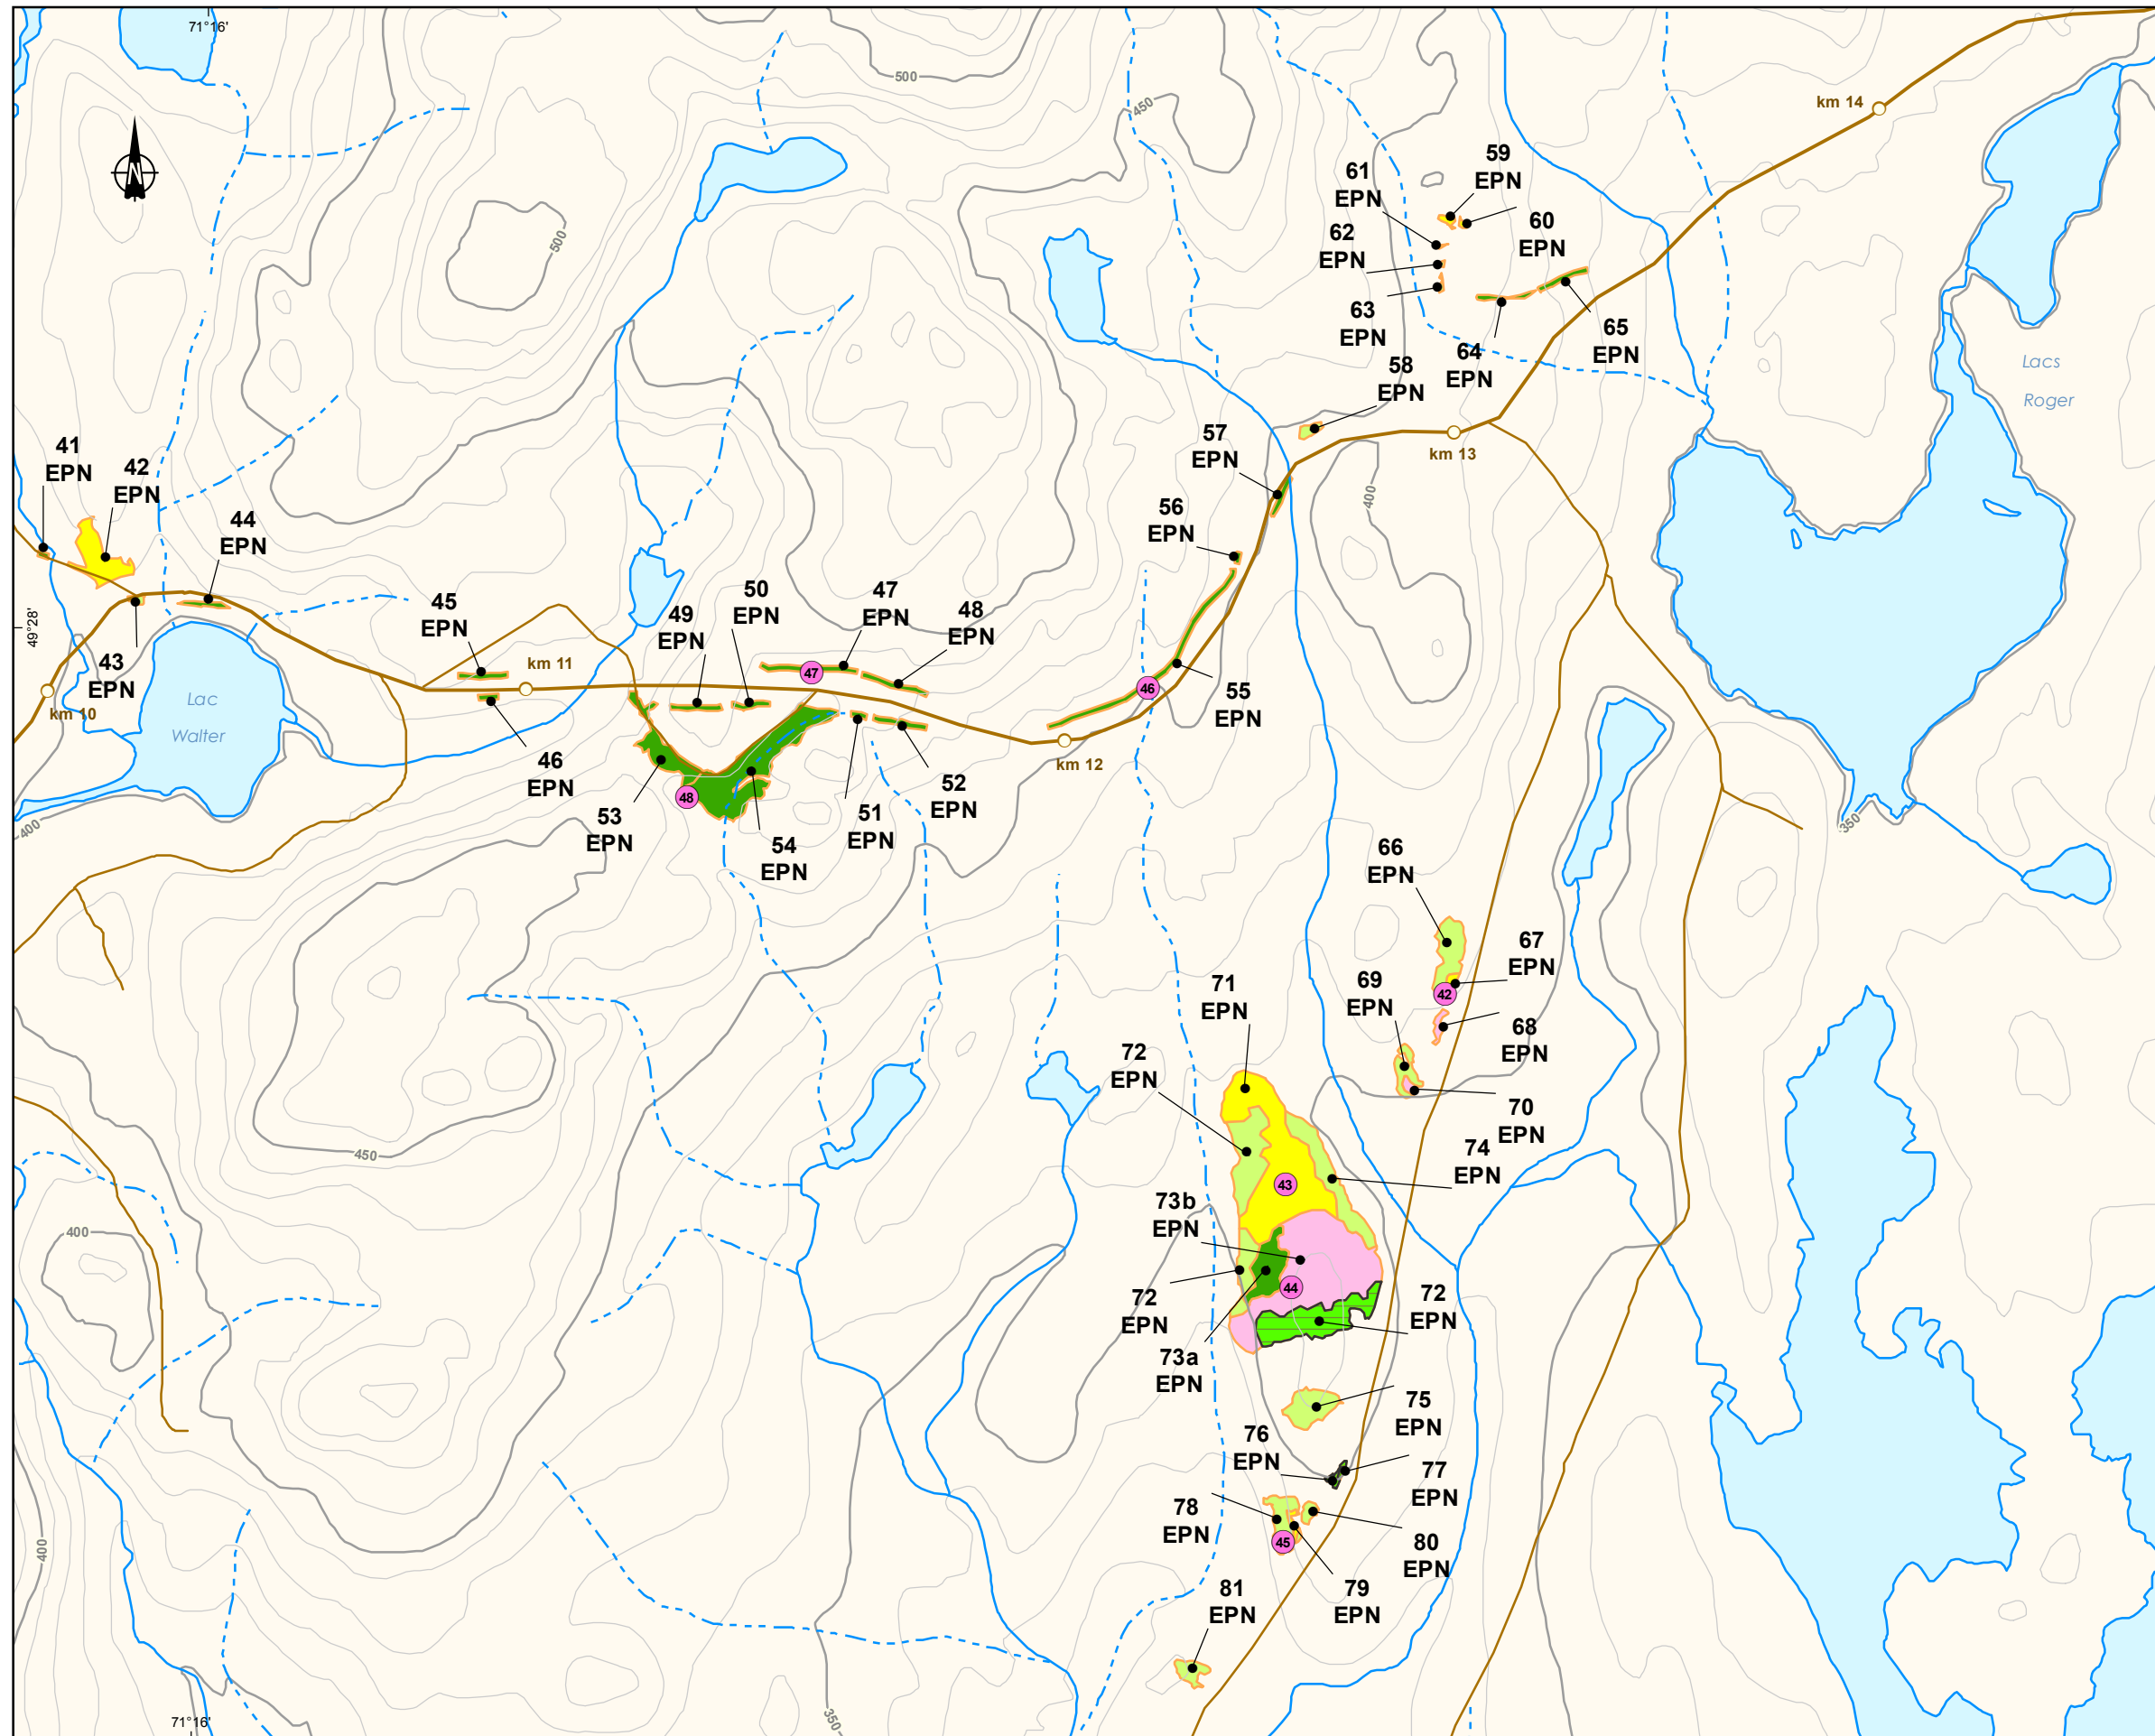 71°16'
500
450
km 14
N
59
EPN
61
EPN
60
EPN
500
62
EPN
63
EPN
65
EPN
64
EPN
Lacs
Roger
58
EPN
57
EPN
km 13
41
EPN
42
EPN
400
56
EPN
44
EPN
49°28'
45
EPN
49
EPN
50
EPN
47
EPN
48
EPN
43
EPN
km 11
47
46
55
EPN
km 10
Lac
Walter
46
EPN
km 12
53
EPN
48
54
EPN
51
EPN
52
EPN
400
350
66
EPN
67
EPN
71
EPN
69
EPN
42
68
EPN
72
EPN
70
EPN
74
EPN
450
43
73b
EPN
400
44
72
EPN
72
EPN
73a
EPN
75
EPN
76
EPN
77
EPN
78
EPN
45
80
EPN
400
79
EPN
81
EPN
71°16'
350